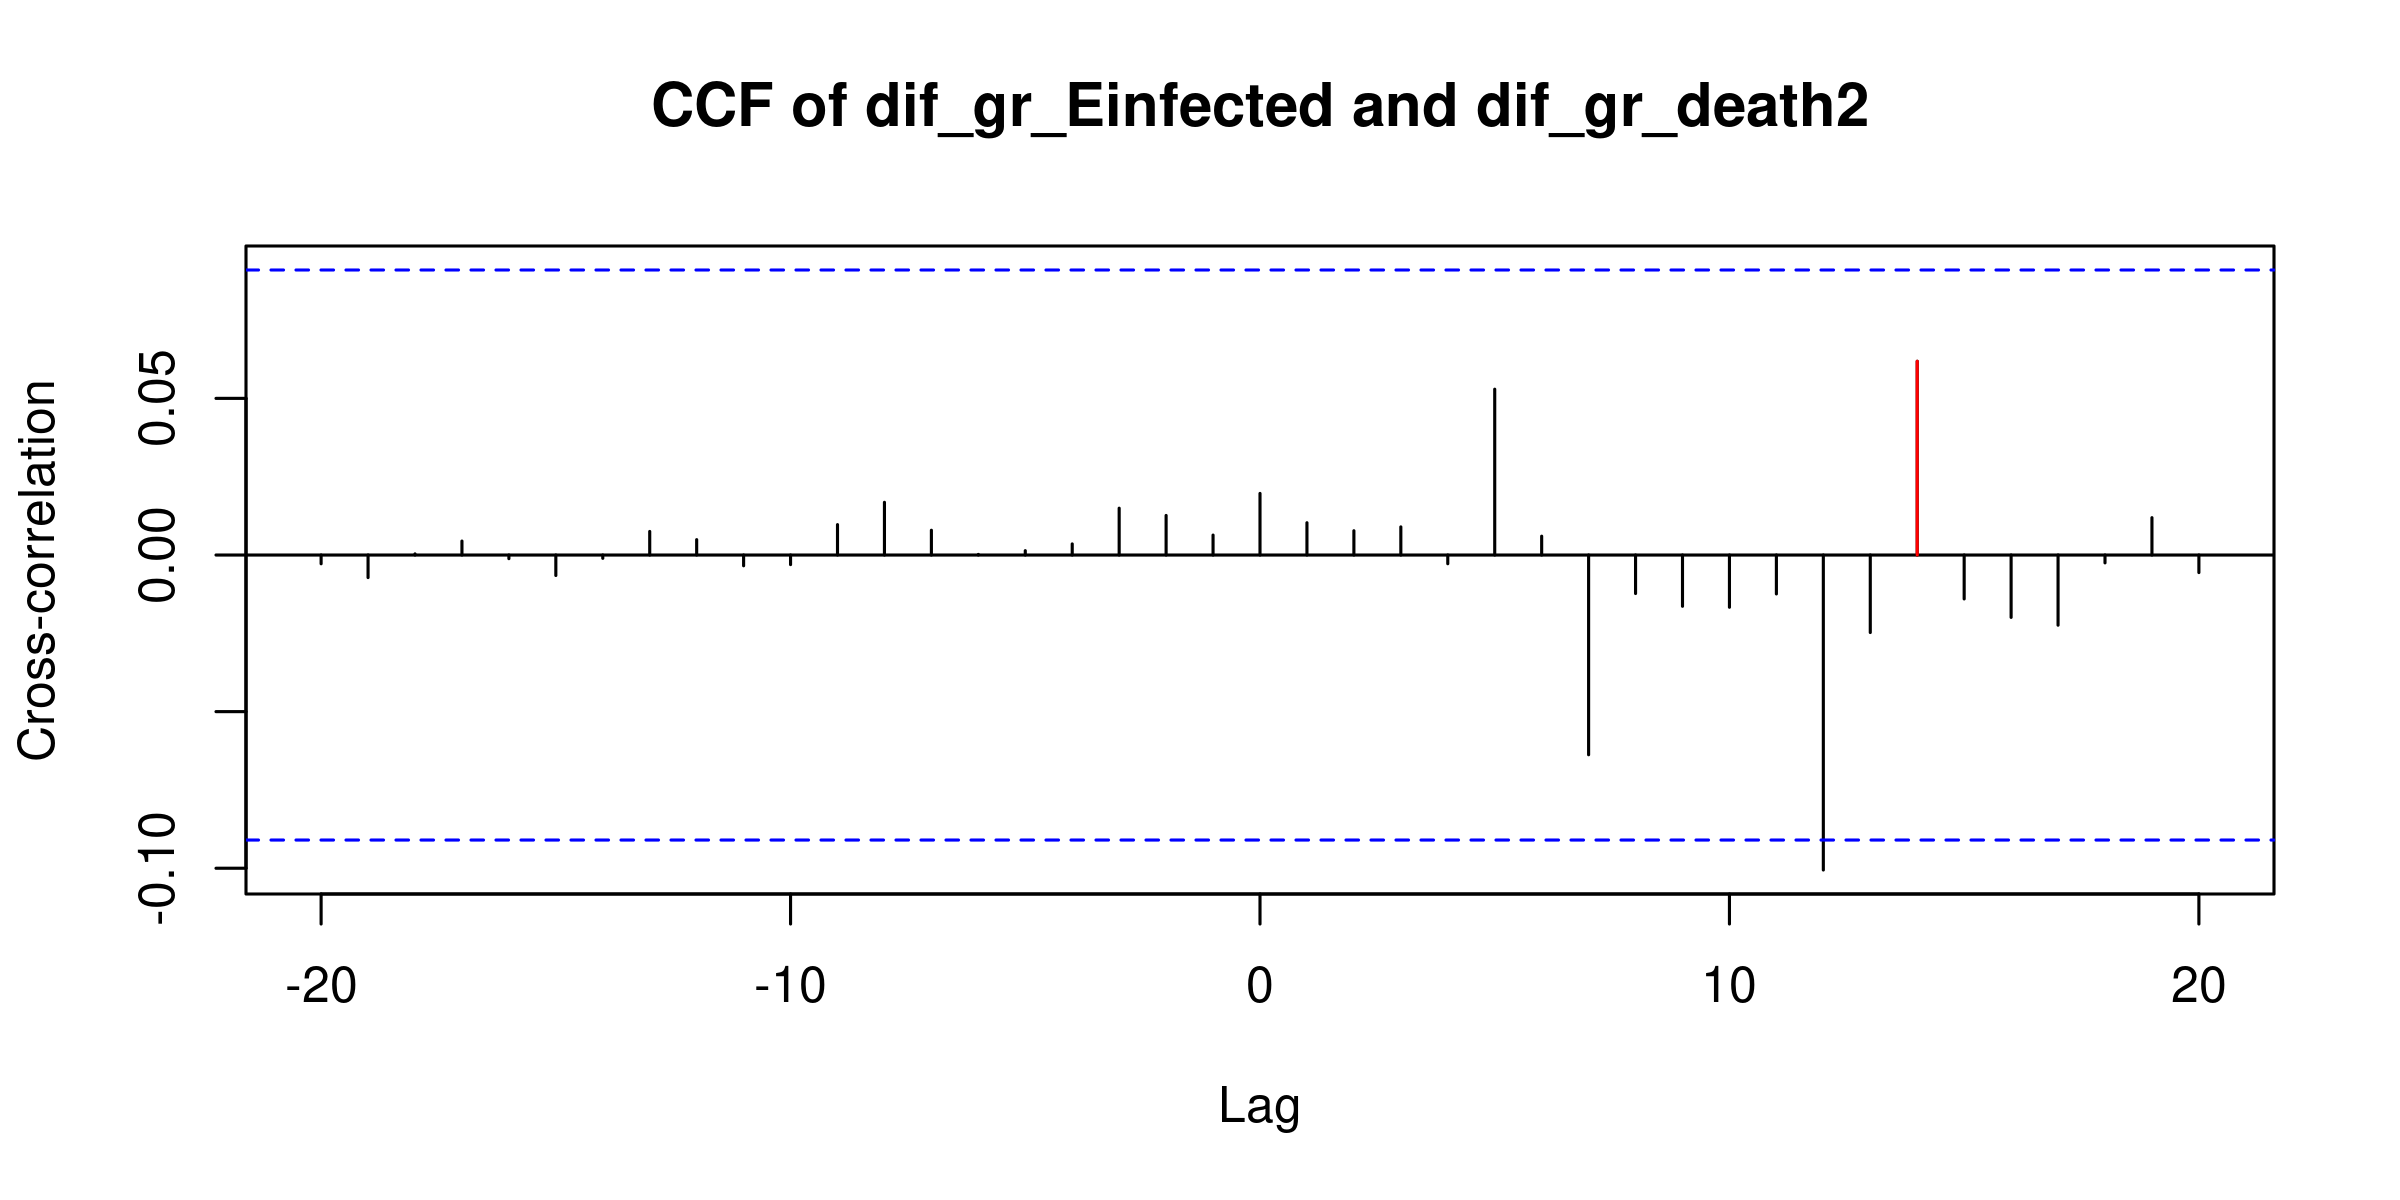 CCF of dif_gr_Einfected and dif_gr_death2
Cross-correlation
0.05
0.00
-0.10
-20 -10 0 10 20
Lag